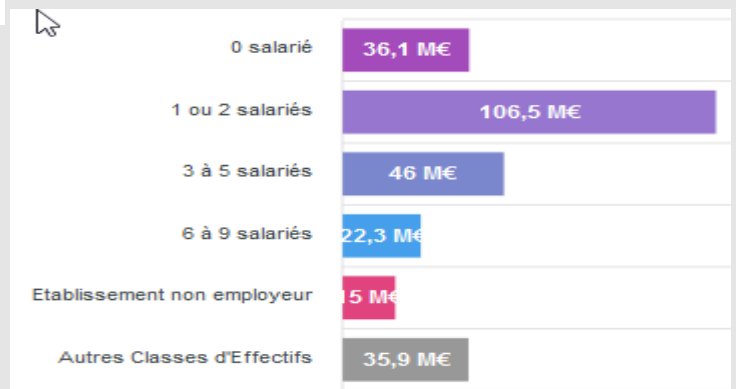 0 salarié 36,1 M€
1 ou 2 salariés 106,5 M€
3 à 5 salariés 46 M€
6 à 9 salariés 22,3 M€
Etablissement non employeur 15 M€
Autres Classes d'Effectifs 35,9 M€